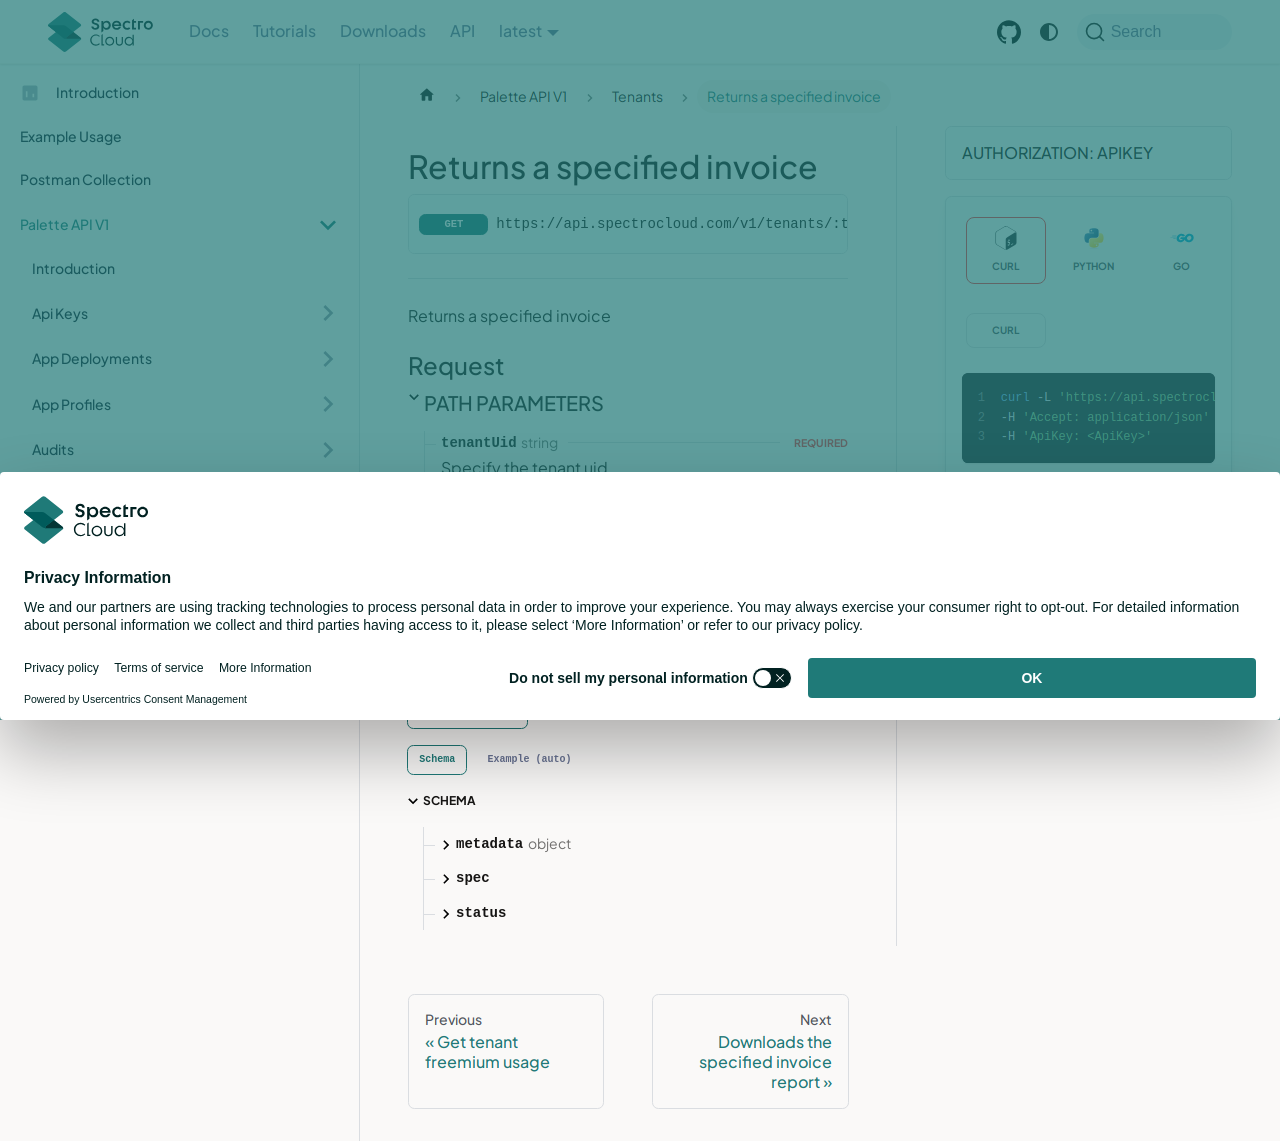 Spectro Cloud
Docs
Tutorials
Downloads
API
latest
Search
Introduction
Example Usage
Postman Collection
Palette API V1
Introduction
Api Keys
App Deployments
App Profiles
Audits
Palette API V1
Tenants
Returns a specified invoice
Returns a specified invoice
GET
https://api.spectrocloud.com/v1/tenants/:t
Returns a specified invoice
Request
PATH PARAMETERS
tenantUid string
REQUIRED
Specify the tenant uid
AUTHORIZATION: APIKEY
CURL
PYTHON
GO
CURL
1 curl -L 'https://api.spectrocl
2 -H 'Accept: application/json'
3 -H 'ApiKey: <ApiKey>'
Spectro
Cloud
Privacy Information
We and our partners are using tracking technologies to process personal data in order to improve your experience. You may always exercise your consumer right to opt-out. For detailed information
about personal information we collect and third parties having access to it, please select ‘More Information’ or refer to our privacy policy.
Privacy policy
Terms of service
More Information
Powered by Usercentrics Consent Management
Do not sell my personal information
OK
Schema
Example (auto)
SCHEMA
metadata object
spec
status
Previous
« Get tenant
freemium usage
Next
Downloads the
specified invoice
report »